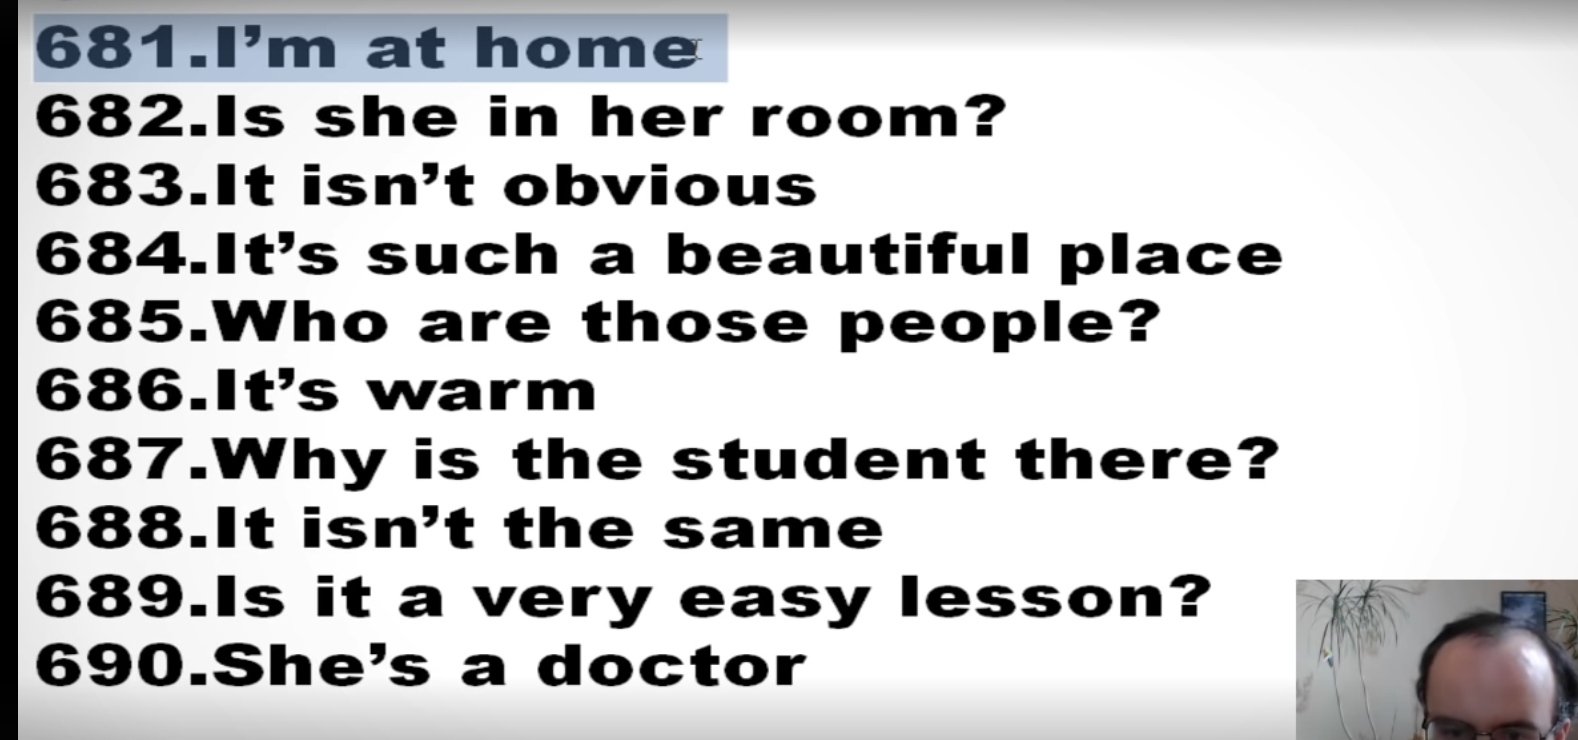 681.I’m at home
682.Is she in her room?
683.It isn’t obvious
684.It’s such a beautiful place
685.Who are those people?
686.It’s warm
687.Why is the student there?
688.It isn’t the same
689.Is it a very easy lesson?
690.She’s a doctor